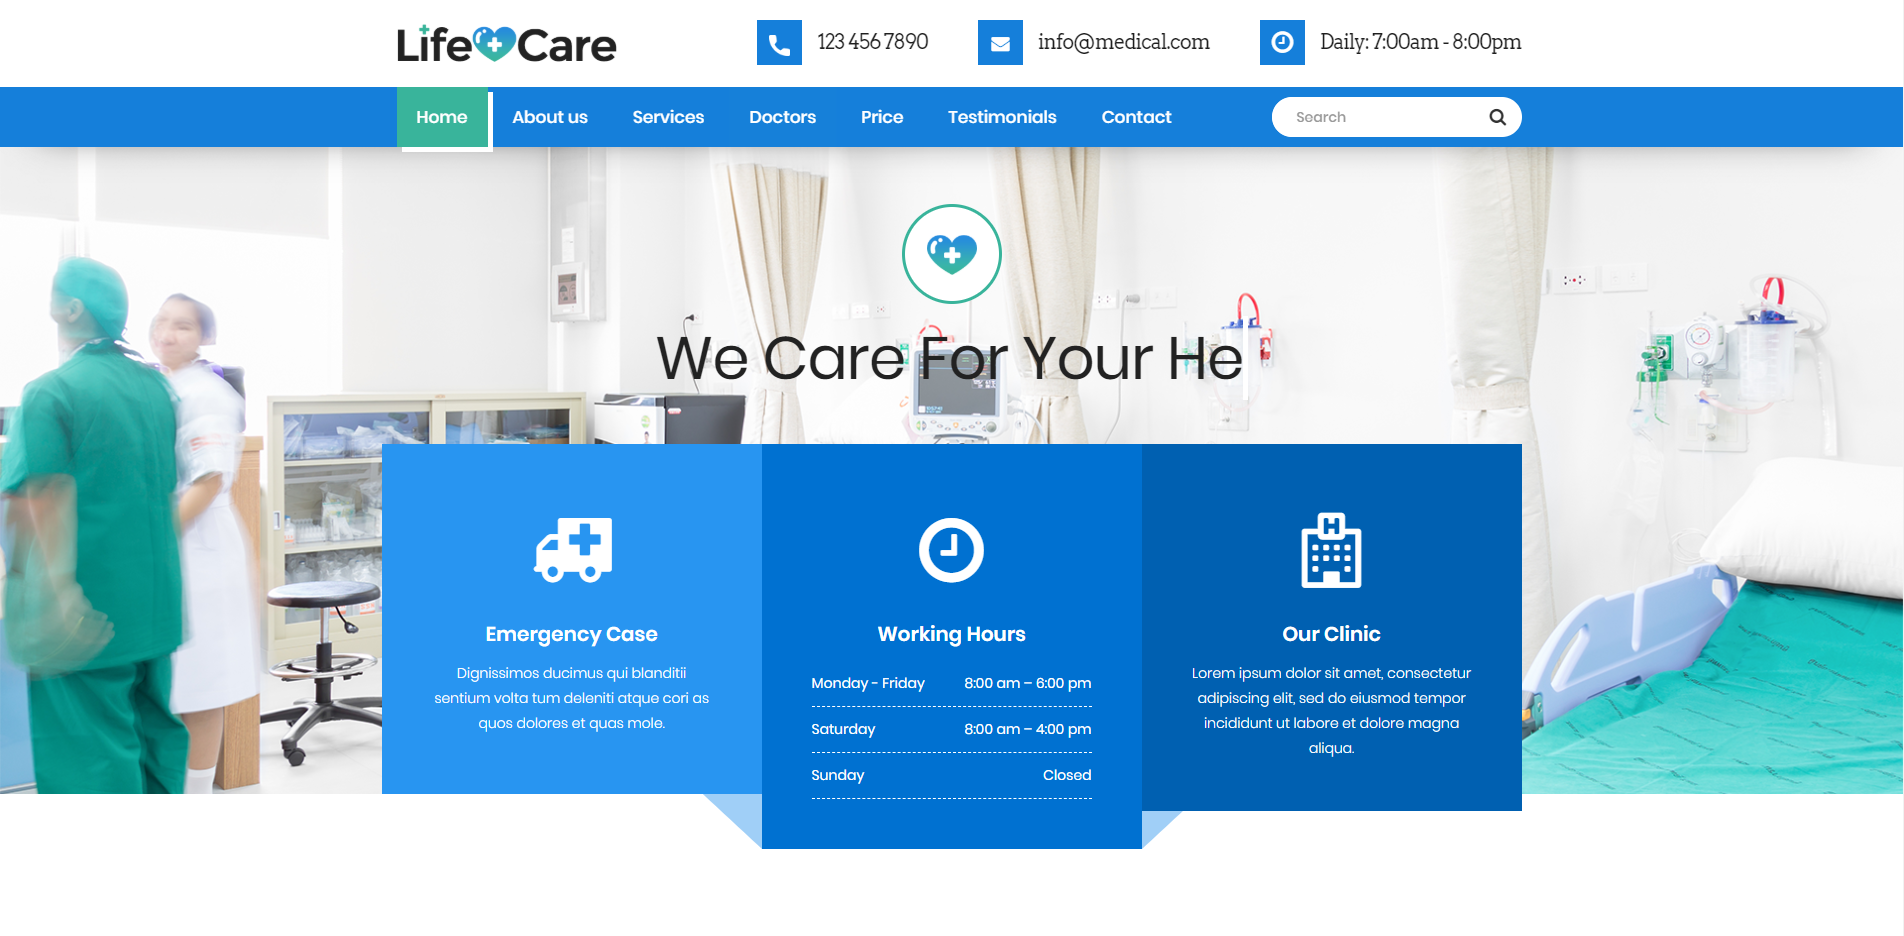 Life Care
123 456 7890
info@medical.com
Daily: 7:00am - 8:00pm
Home
About us
Services
Doctors
Price
Testimonials
Contact
Search
We Care For Your He
Emergency Case
Dignissimos ducimus qui blanditii
sentium volta tum deleniti atque cori as
quos dolores et quas mole.
Working Hours
Monday - Friday 8:00 am – 6:00 pm
Saturday 8:00 am – 4:00 pm
Sunday Closed
H
Our Clinic
Lorem ipsum dolor sit amet, consectetur
adipiscing elit, sed do eiusmod tempor
incididunt ut labore et dolore magna
aliqua.